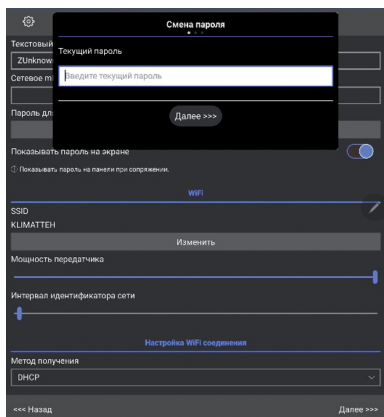 Смена пароля
Текстовый
Текущий пароль
ZUnknow
Сетевое
Введите текущий пароль
Пароль
Далее >>>
Показывать пароль на экране
Показывать пароль на панели при сопряжении.
WiFi
SSID
KLIMATTEH
Изменить
Мощность передатчика
Интервал идентификатора сети
Настройка WiFi соединения
Метод получения
DHCP
<<< Назад
Далее >>>